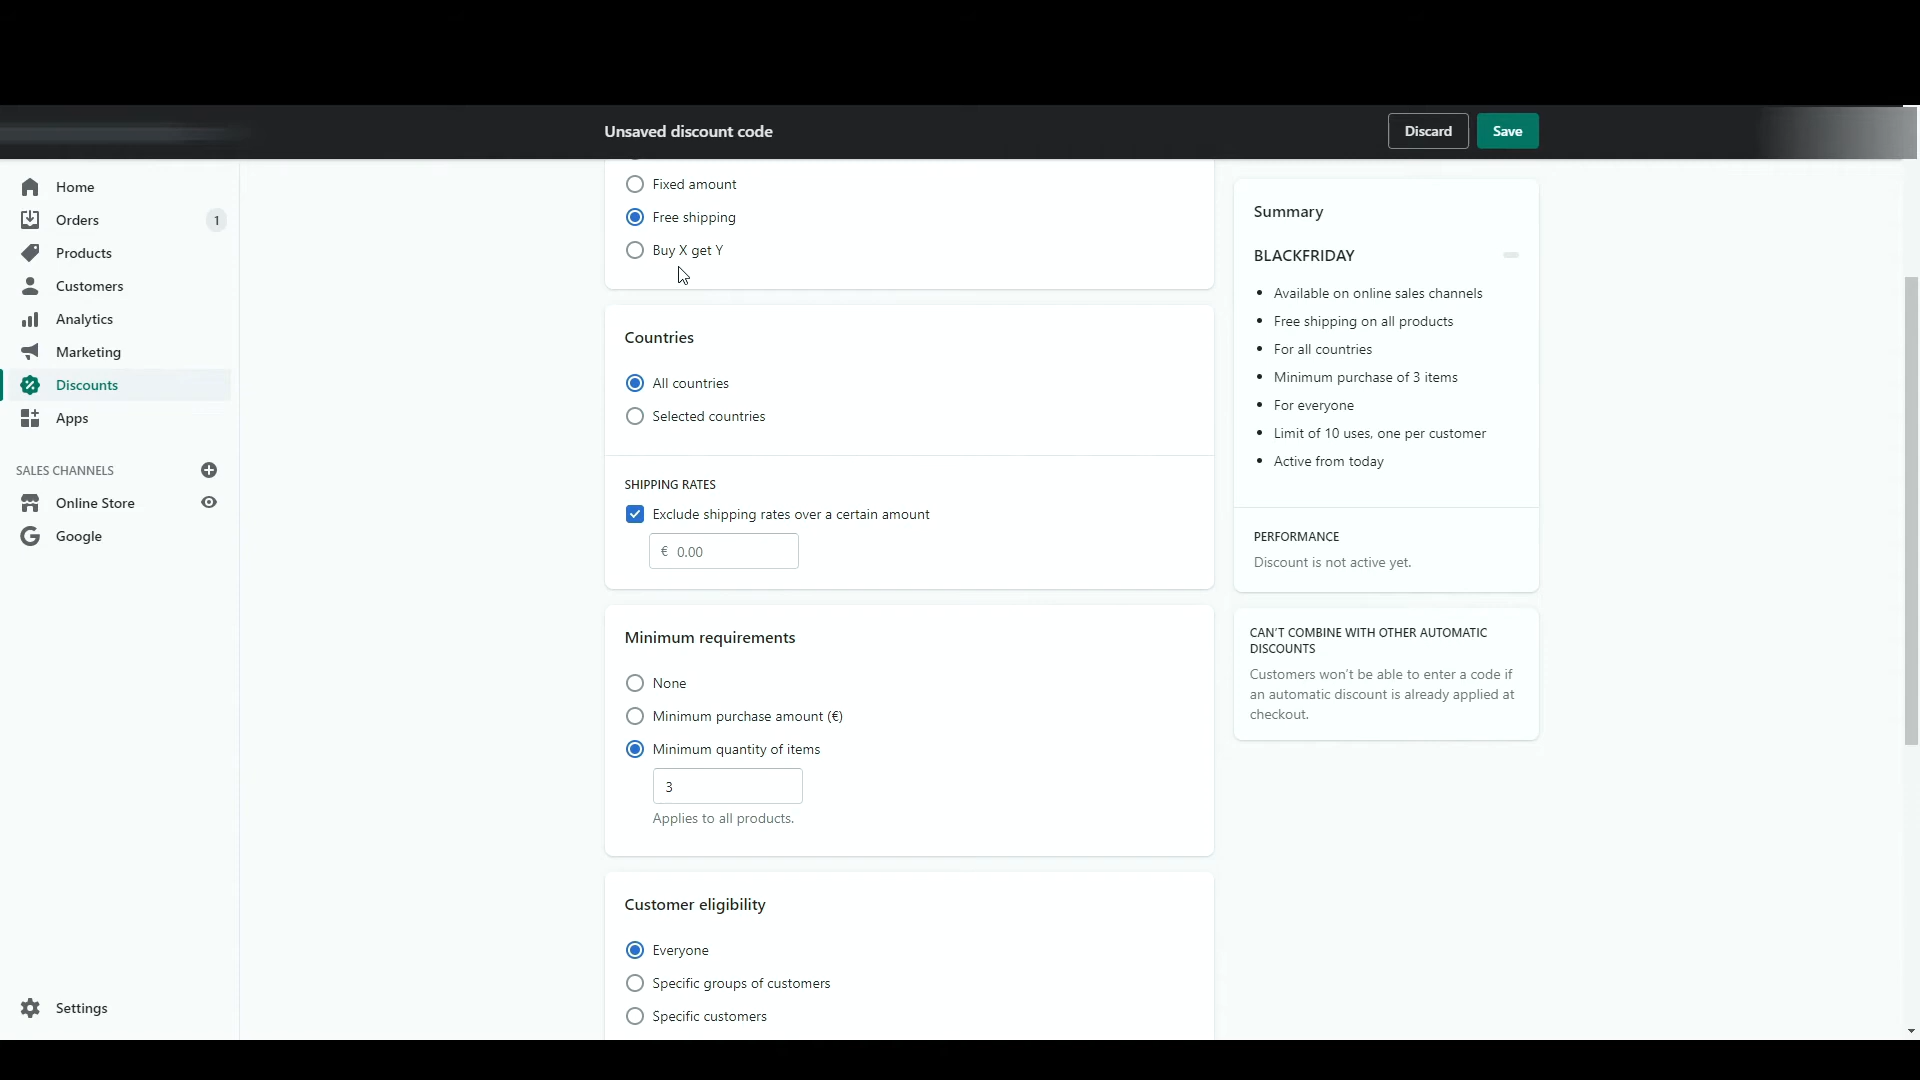 Unsaved discount code
Discard
Save
Home
Orders
1
Products
Customers
Analytics
Marketing
Discounts
Apps
SALES CHANNELS
Online Store
Google
Settings
Fixed amount
Free shipping
Buy X get Y
Countries
All countries
Selected countries
SHIPPING RATES
Exclude shipping rates over a certain amount
€ 0.00
Minimum requirements
None
Minimum purchase amount (€)
Minimum quantity of items
3
Applies to all products.
Customer eligibility
Everyone
Specific groups of customers
Specific customers
Summary
BLACKFRIDAY
• Available on online sales channels
• Free shipping on all products
• For all countries
• Minimum purchase of 3 items
• For everyone
• Limit of 10 uses, one per customer
• Active from today
PERFORMANCE
Discount is not active yet.
CAN'T COMBINE WITH OTHER AUTOMATIC
DISCOUNTS
Customers won't be able to enter a code if
an automatic discount is already applied at
checkout.